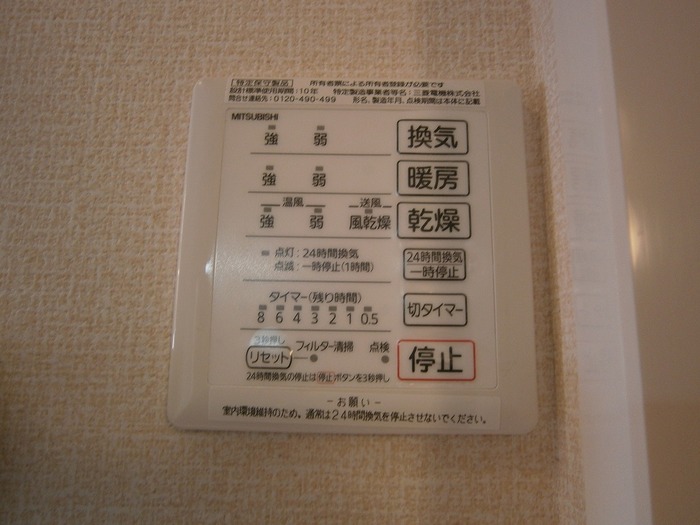 特定保守製品 所有者票による所有者登録が必要です
設計標準使用期間:10年 特定製造事業者等名:三菱電機株式会社
問合せ連絡先:0120-490-499 形名、製造年月、点検期間は本体に記載
MITSUBISHI
強 弱 換気
強 弱 暖房
温風 送風
強 弱 風乾燥 乾燥
点灯:24時間換気
点滅:一時停止(1時間)
24時間換気
一時停止
タイマー(残り時間)
8 6 4 3 2 1 0.5
切タイマー
3秒押し
リセット フィルター清掃 点検
停止
24時間換気の停止は停止ボタンを3秒押し
-お願い-
室内環境維持のため、通常は24時間換気を停止させないでください。